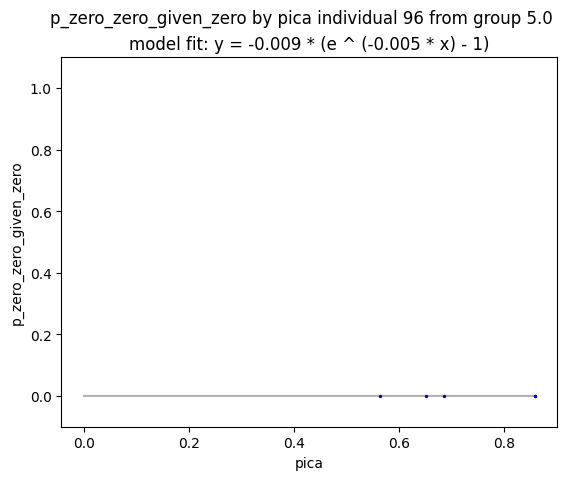 p_zero_zero_given_zero by pica individual 96 from group 5.0
model fit: y = -0.009 * (e ^ (-0.005 * x) - 1)
1.0
0.8
0.6
0.4
0.2
0.0
p_zero_zero_given_zero
0.0 0.2 0.4 0.6 0.8
pica